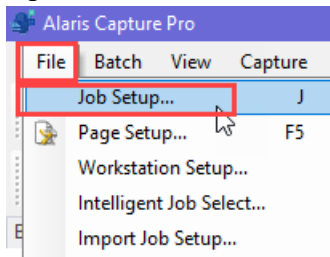 Alaris Capture Pro
File Batch View Capture
Job Setup... J
Page Setup... F5
Workstation Setup...
Intelligent Job Select...
Import Job Setup...